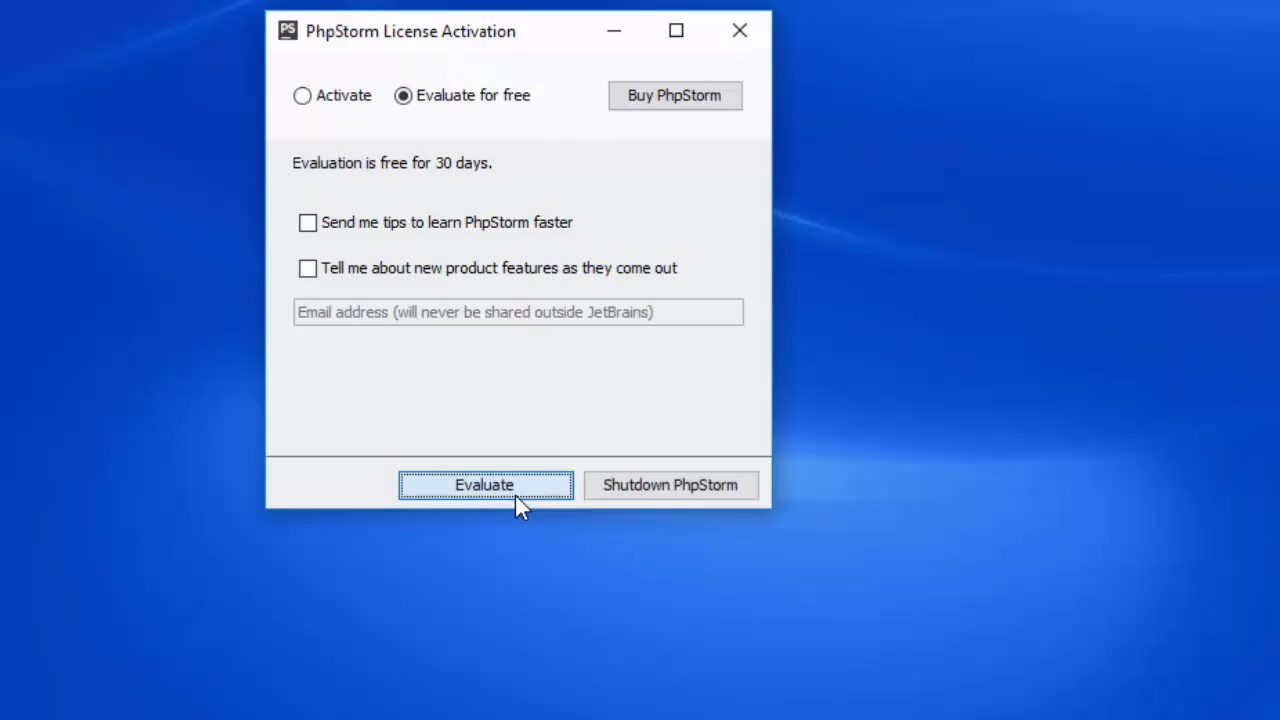 PS PhpStorm License Activation
Activate Evaluate for free Buy PhpStorm
Evaluation is free for 30 days.
Send me tips to learn PhpStorm faster
Tell me about new product features as they come out
Email address (will never be shared outside JetBrains)
Evaluate Shutdown PhpStorm